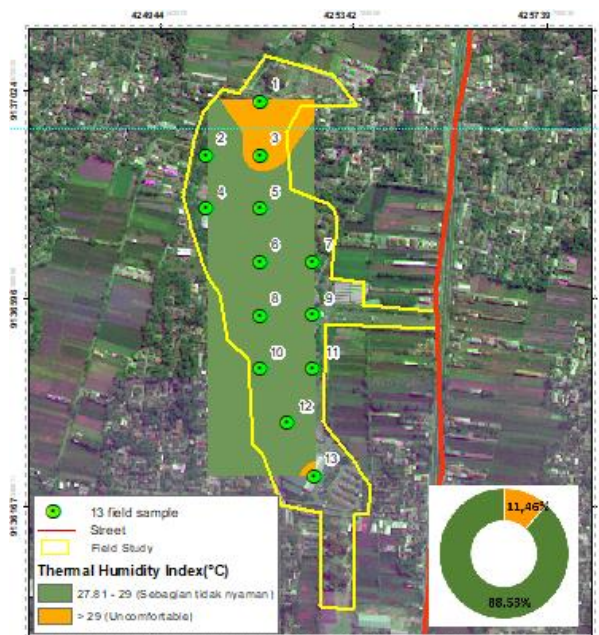 424944 425342 425739
9137024
9136596
9136167
1
2 3
4 5
6 7
8 9
10 11
12
13
13 field sample
Street
Field Study
Thermal Humidity Index(°C)
27.81 - 29 (Sebagian tidak nyaman)
> 29 (Uncomfortable)
11,46%
88,53%